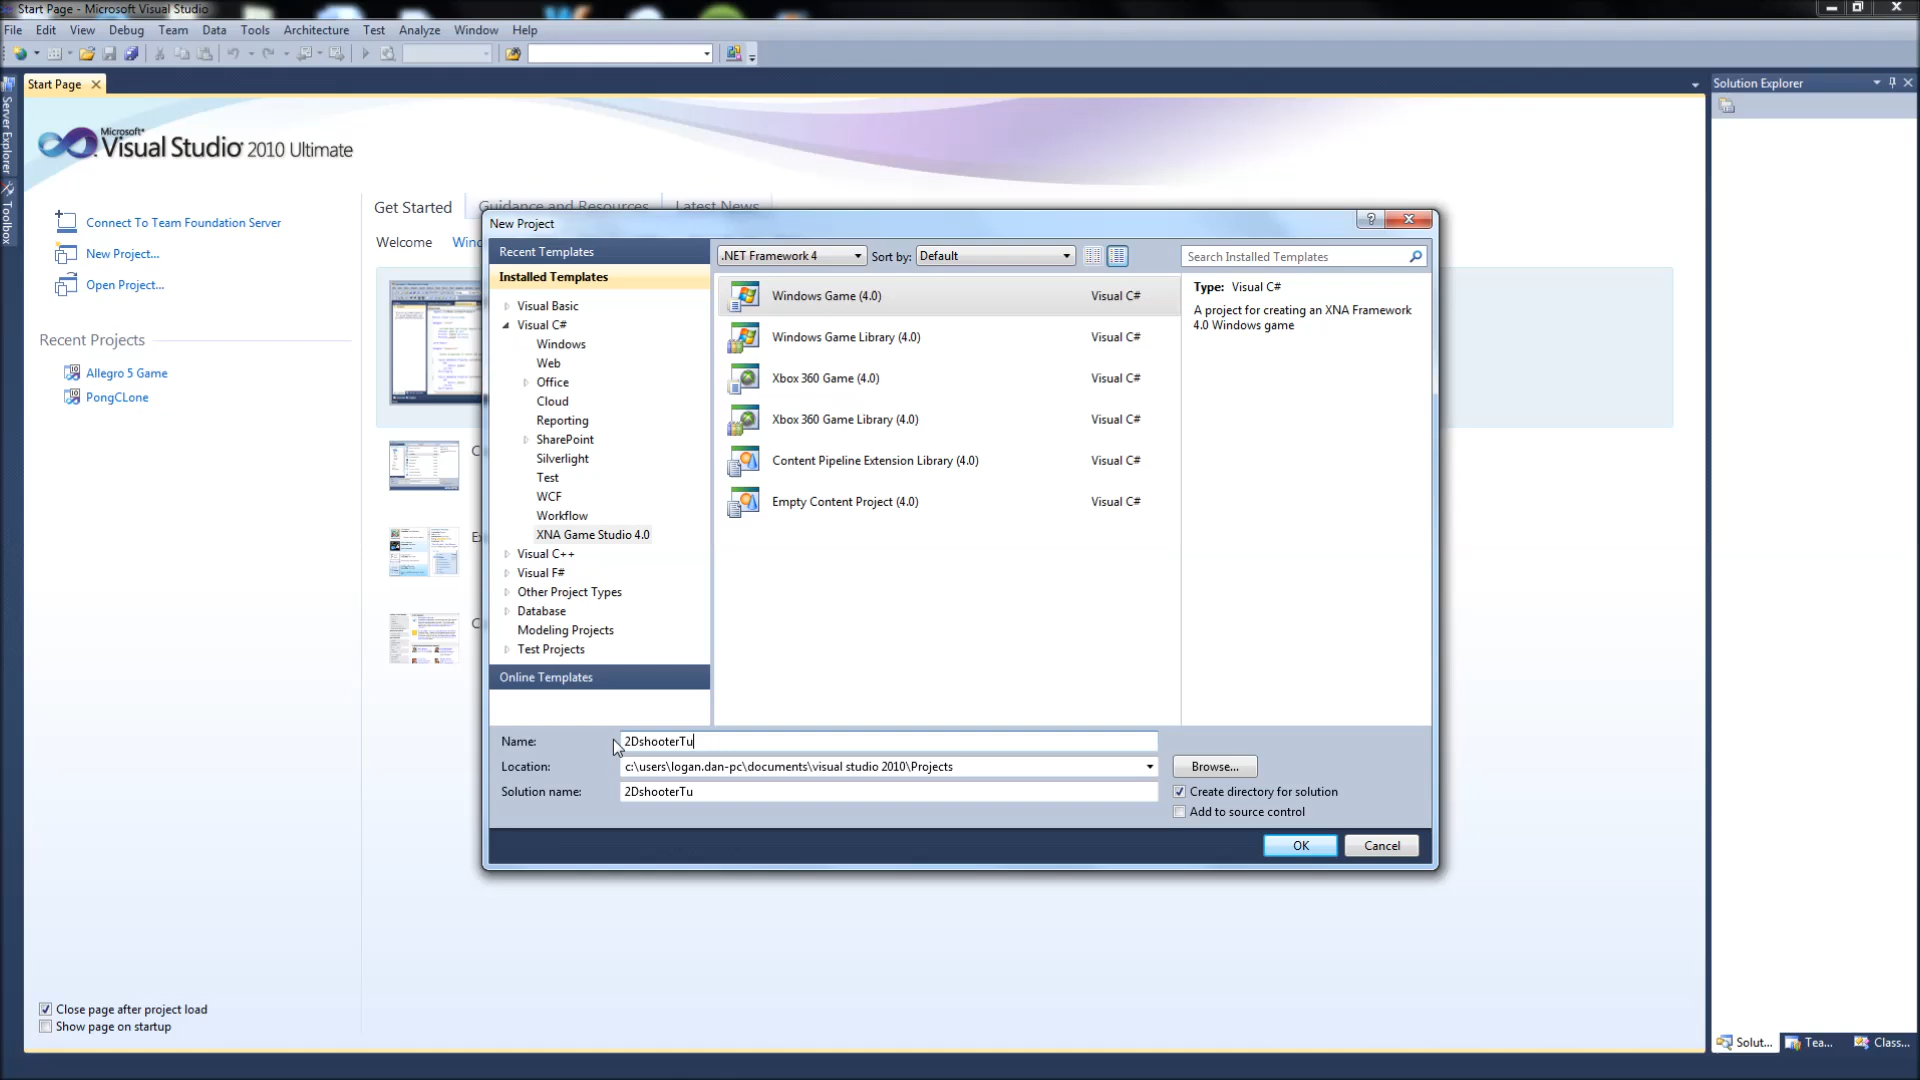 Start Page - Microsoft Visual Studio
File Edit View Debug Team Data Tools Architecture Test Analyze Window Help
Start Page
Solution Explorer
Server Explorer
Toolbox
Microsoft
Visual Studio 2010 Ultimate
Connect To Team Foundation Server
New Project...
Open Project...
Recent Projects
Allegro 5 Game
PongCLone
Get Started Guidance and Resources Latest News
Welcome
New Project
Recent Templates
Installed Templates
Visual Basic
Visual C#
Windows
Web
Office
Cloud
Reporting
SharePoint
Silverlight
Test
WCF
Workflow
XNA Game Studio 4.0
Visual C++
Visual F#
Other Project Types
Database
Modeling Projects
Test Projects
Online Templates
.NET Framework 4 Sort by: Default
Search Installed Templates
Windows Game (4.0) Visual C#
Windows Game Library (4.0) Visual C#
Xbox 360 Game (4.0) Visual C#
Xbox 360 Game Library (4.0) Visual C#
Content Pipeline Extension Library (4.0) Visual C#
Empty Content Project (4.0) Visual C#
Type: Visual C#
A project for creating an XNA Framework
4.0 Windows game
Name: 2DshooterTu
Location: c:\users\logan.dan-pc\documents\visual studio 2010\Projects
Browse...
Solution name: 2DshooterTu
Create directory for solution
Add to source control
OK Cancel
Close page after project load
Show page on startup
Solut... Tea... Class...